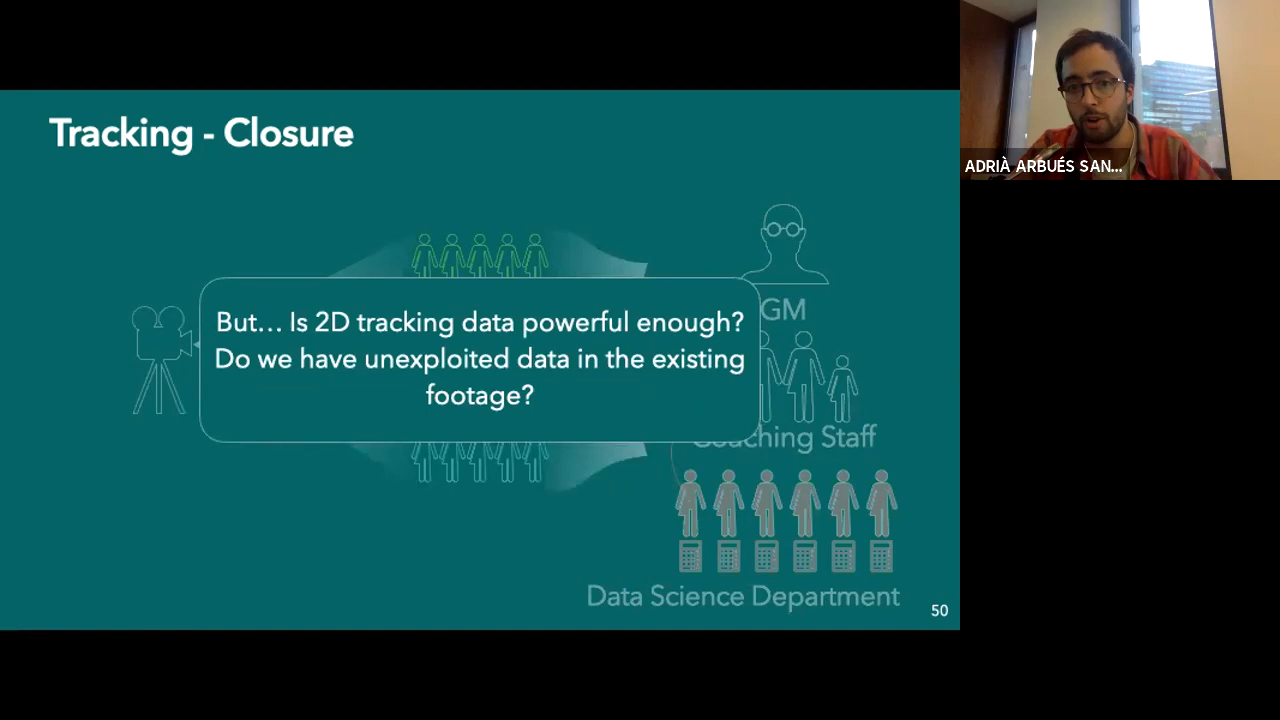 Tracking - Closure
ADRIÀ ARBUÉS SAN...
But... Is 2D tracking data powerful enough?
Do we have unexploited data in the existing
footage?
GM
Coaching Staff
Data Science Department
50